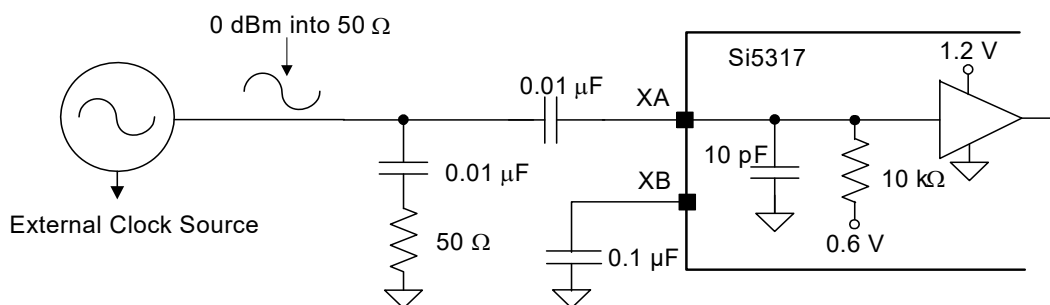 0 dBm into 50 Ω
Si5317
1.2 V
0.01 μF
XA
10 pF
10 kΩ
0.01 μF
XB
External Clock Source
50 Ω
0.1 µF
0.6 V